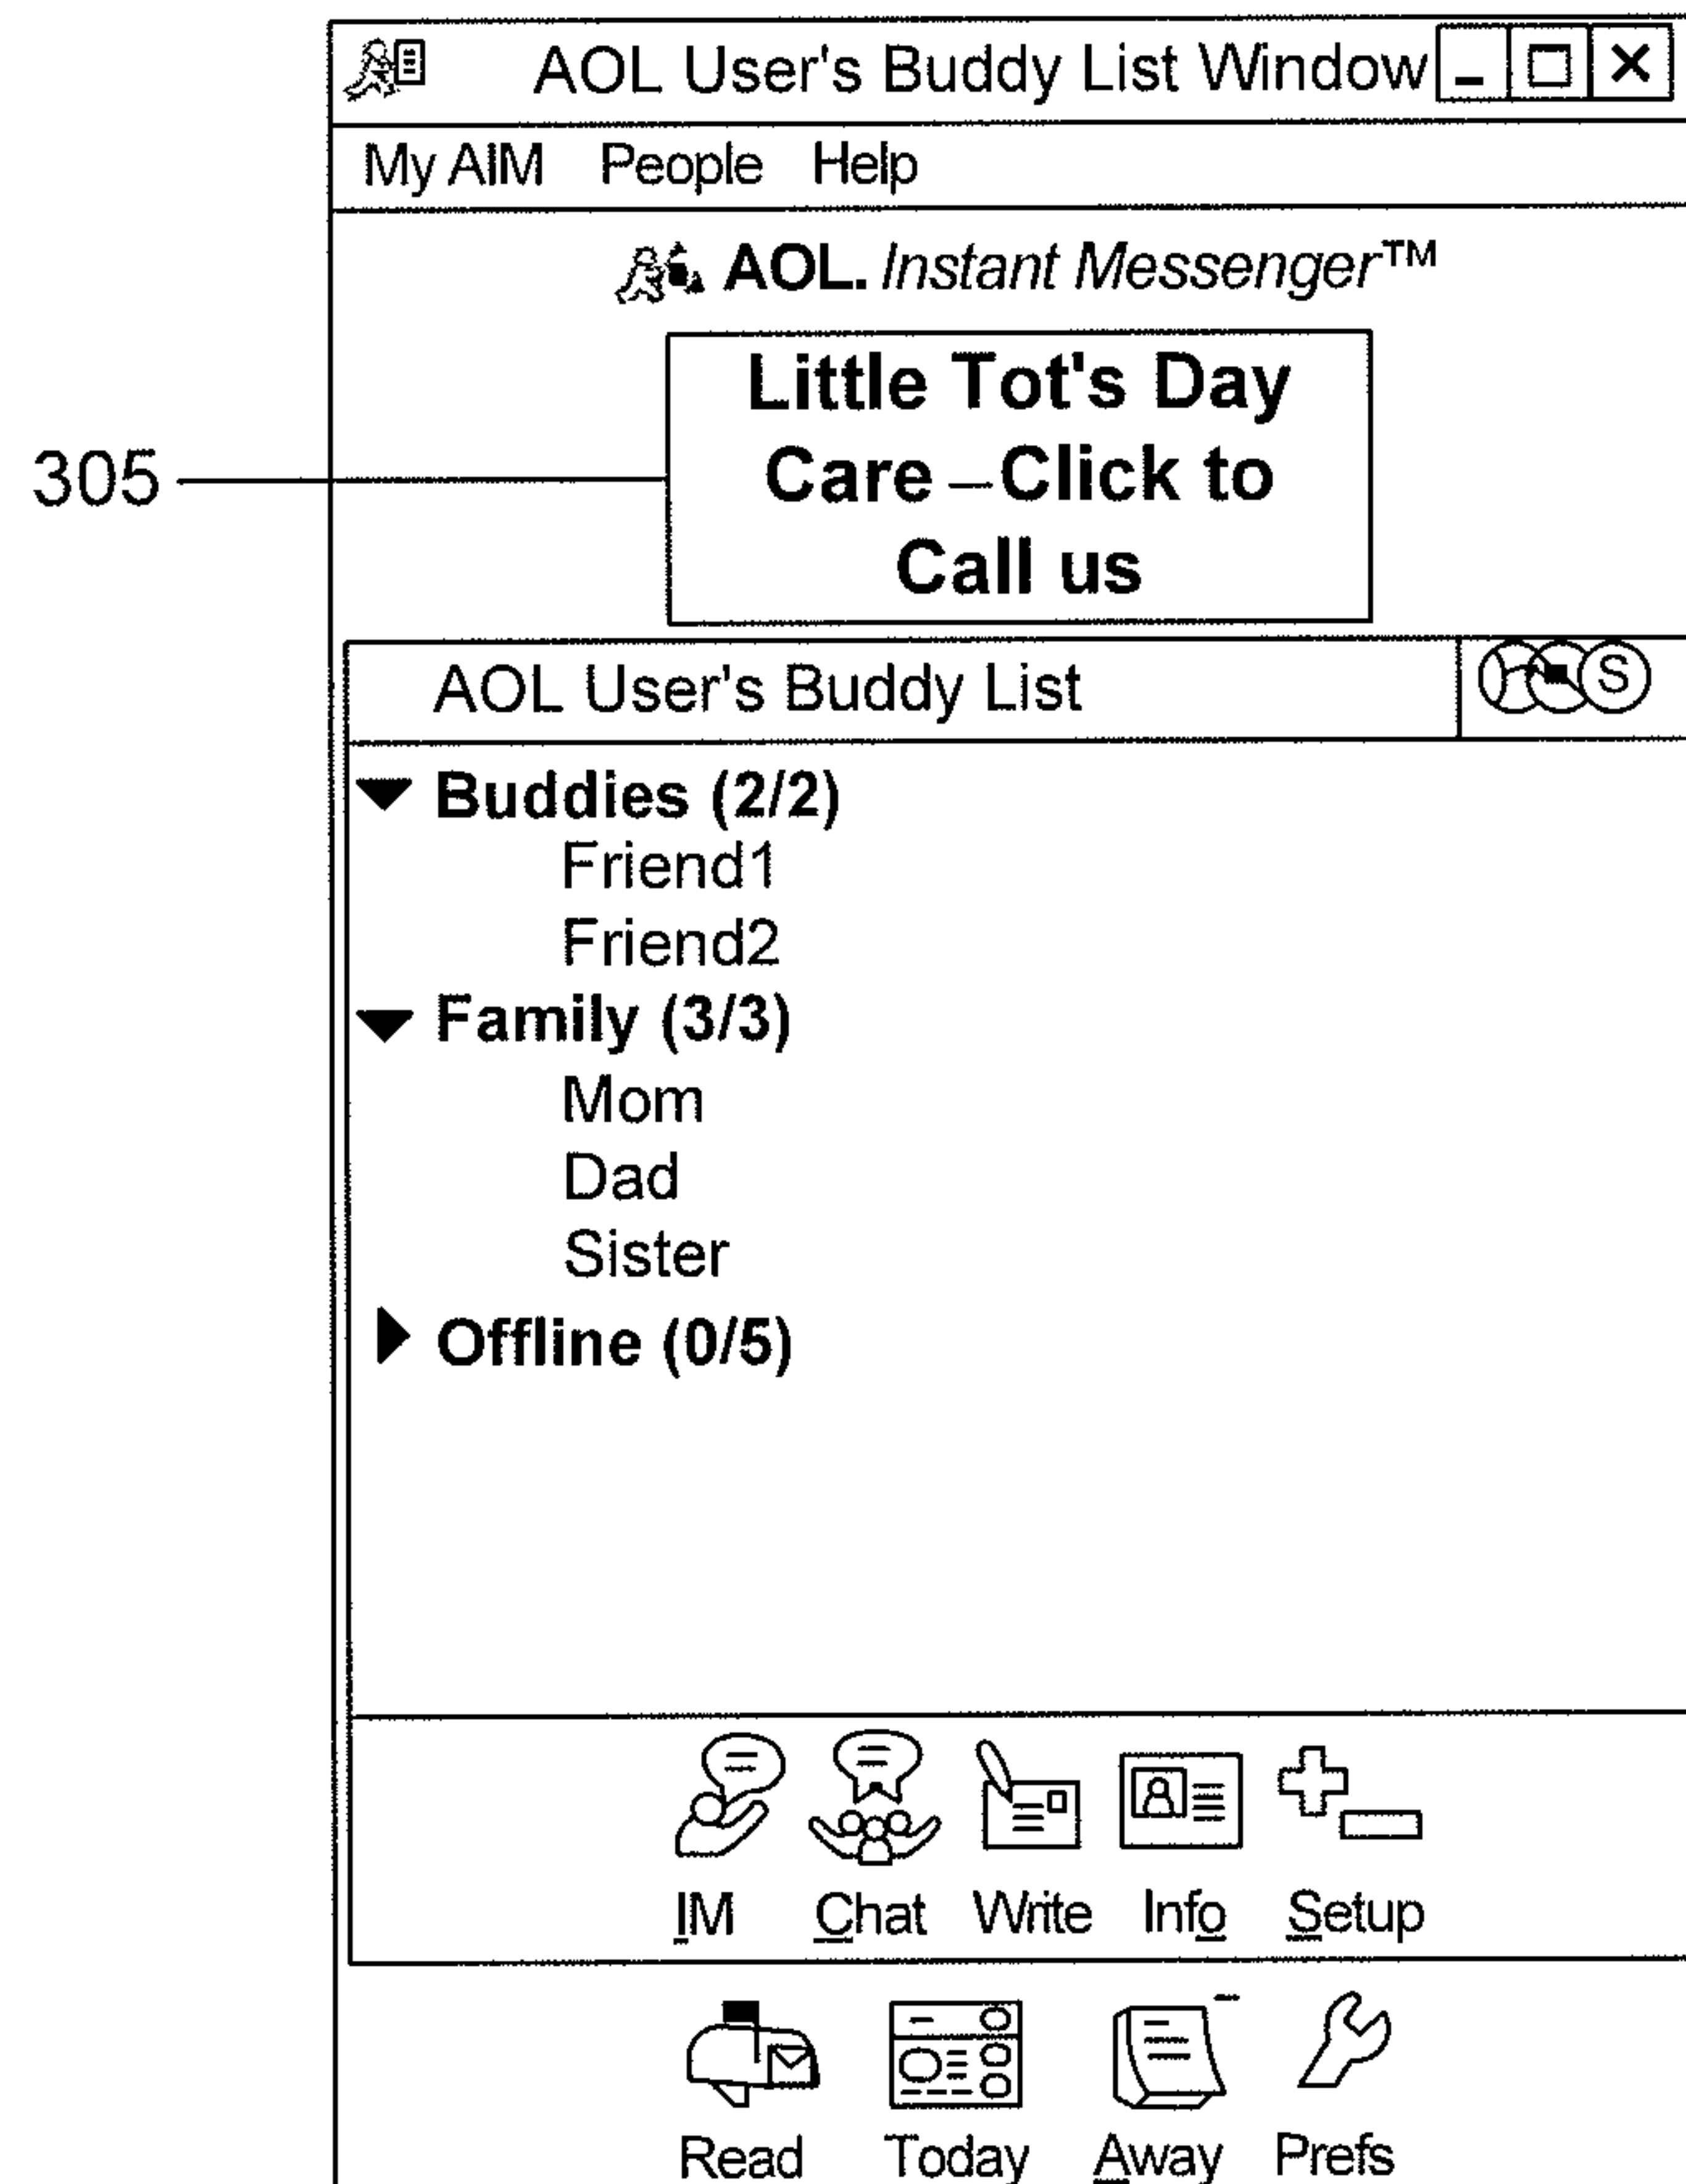 AOL User's Buddy List Window
My AIM People Help
AOL. Instant Messenger™
Little Tot's Day
Care – Click to
Call us
305
AOL User's Buddy List
S
Buddies (2/2)
Friend1
Friend2
Family (3/3)
Mom
Dad
Sister
Offline (0/5)
IM Chat Write Info Setup
Read Today Away Prefs